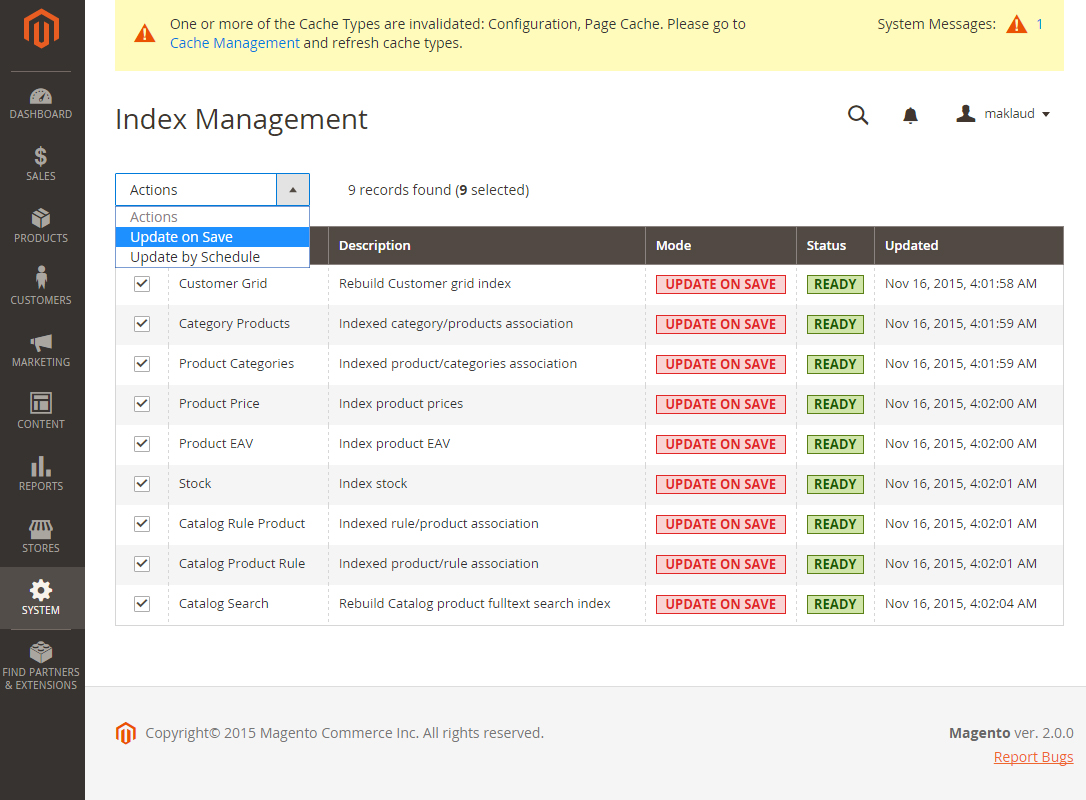 One or more of the Cache Types are invalidated: Configuration, Page Cache. Please go to
Cache Management and refresh cache types.
System Messages: 1
DASHBOARD
SALES
PRODUCTS
CUSTOMERS
MARKETING
CONTENT
REPORTS
STORES
SYSTEM
FIND PARTNERS
& EXTENSIONS
Index Management
maklaud
Actions
9 records found (9 selected)
Actions
Update on Save
Update by Schedule
Description Mode Status Updated
Customer Grid Rebuild Customer grid index UPDATE ON SAVE READY Nov 16, 2015, 4:01:58 AM
Category Products Indexed category/products association UPDATE ON SAVE READY Nov 16, 2015, 4:01:59 AM
Product Categories Indexed product/categories association UPDATE ON SAVE READY Nov 16, 2015, 4:01:59 AM
Product Price Index product prices UPDATE ON SAVE READY Nov 16, 2015, 4:02:00 AM
Product EAV Index product EAV UPDATE ON SAVE READY Nov 16, 2015, 4:02:00 AM
Stock Index stock UPDATE ON SAVE READY Nov 16, 2015, 4:02:01 AM
Catalog Rule Product Indexed rule/product association UPDATE ON SAVE READY Nov 16, 2015, 4:02:01 AM
Catalog Product Rule Indexed product/rule association UPDATE ON SAVE READY Nov 16, 2015, 4:02:01 AM
Catalog Search Rebuild Catalog product fulltext search index UPDATE ON SAVE READY Nov 16, 2015, 4:02:04 AM
Copyright© 2015 Magento Commerce Inc. All rights reserved.
Magento ver. 2.0.0
Report Bugs